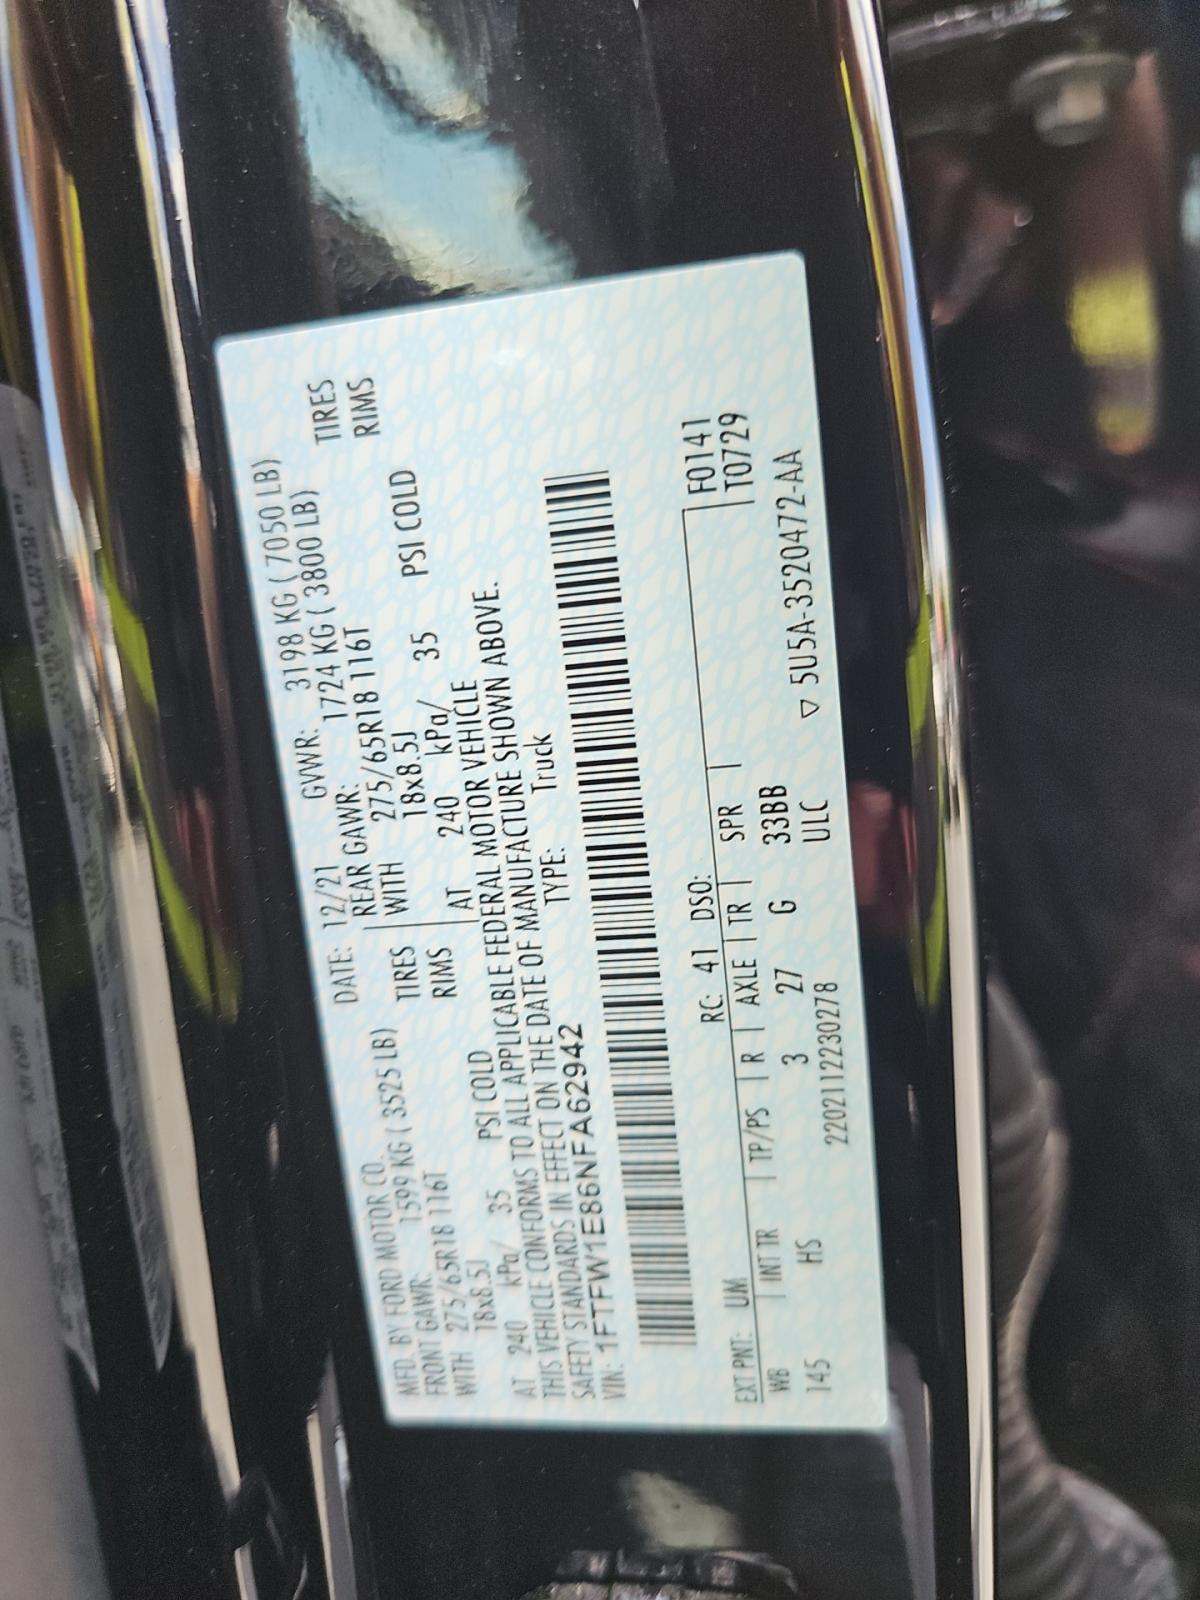 MFD. BY FORD MOTOR CO. DATE: 12/21 GVWR: 3198 KG ( 7050 LB)
FRONT GAWR: 1599 KG ( 3525 LB) REAR GAWR: 1724 KG ( 3800 LB)
WITH 275/65R18 116T TIRES WITH 275/65R18 116T TIRES
18x8.5J RIMS 18x8.5J RIMS
AT 240 kPa/ 35 PSI COLD AT 240 kPa/ 35 PSI COLD
THIS VEHICLE CONFORMS TO ALL APPLICABLE FEDERAL MOTOR VEHICLE
SAFETY STANDARDS IN EFFECT ON THE DATE OF MANUFACTURE SHOWN ABOVE.
VIN: 1FTFW1E86NFA62942 TYPE: Truck
F0141
T0729
EXT PNT: UM RC: 41 DSO:
WB INT TR TP/PS R AXLE TR SPR
145 HS 3 27 G 33BB
2202112230278 ULC ▽ 5U5A-3520472-AA